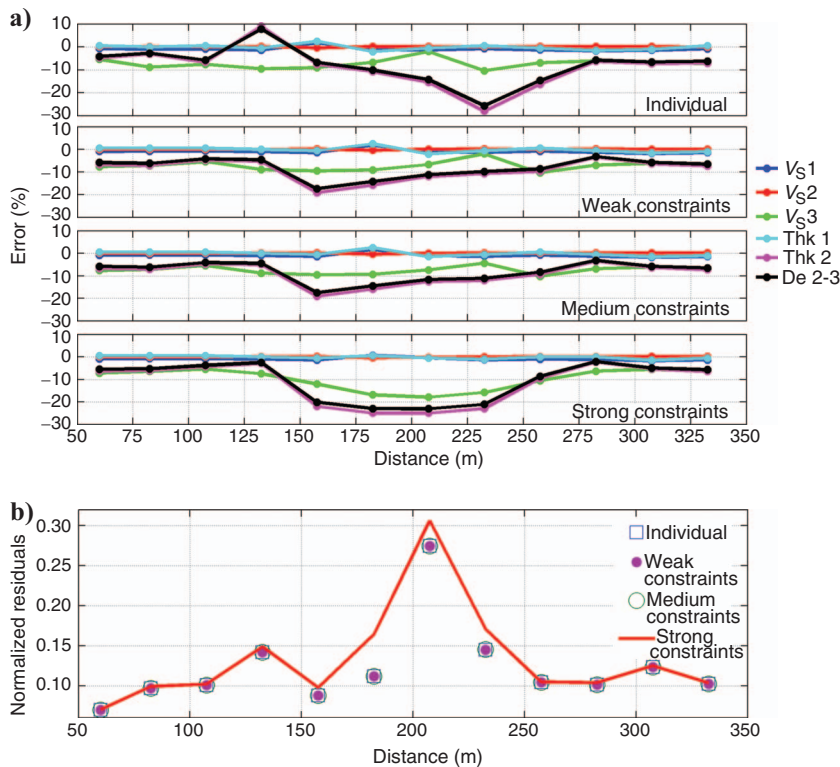 a)
10
0
−10
−20
−30
Individual
10
0
−10
−20
−30
Weak constraints
10
0
−10
−20
−30
Medium constraints
10
0
−10
−20
−30
Strong constraints
Error (%)
50 75 100 125 150 175 200 225 250 275 300 325 350
Distance (m)
VS1
VS2
VS3
Thk 1
Thk 2
De 2-3
b)
0.30
0.25
0.20
0.15
0.10
Normalized residuals
Individual
Weak
constraints
Medium
constraints
Strong
constraints
50 100 150 200 250 300 350
Distance (m)